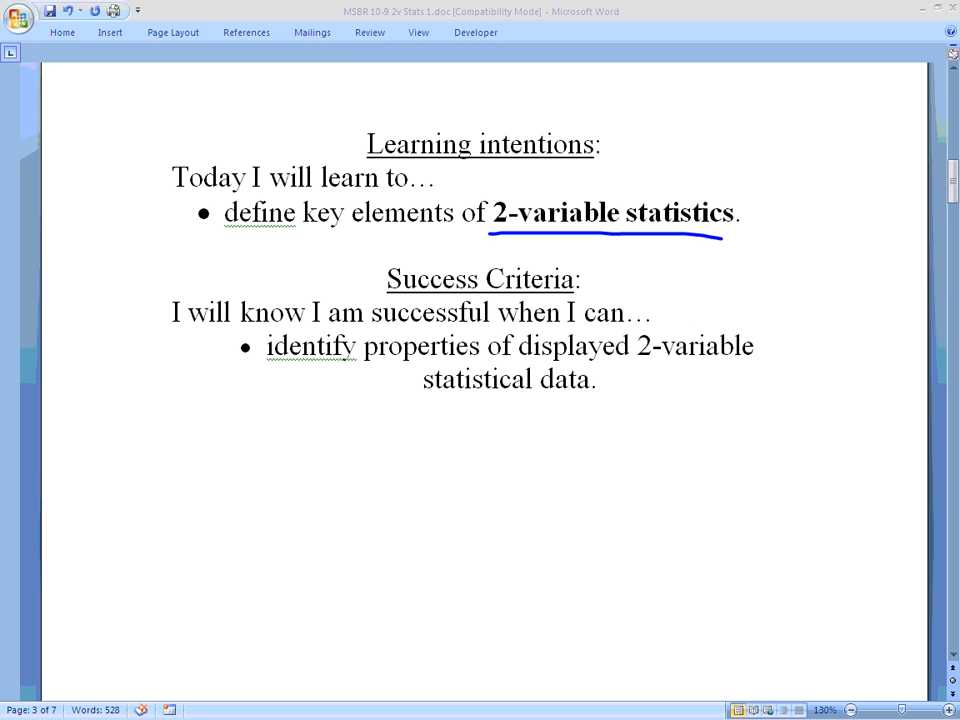 MSBR 10-9 2v Stats 1.doc [Compatibility Mode] - Microsoft Word
Home Insert Page Layout References Mailings Review View Developer
Learning intentions:
Today I will learn to…
• define key elements of 2-variable statistics.
Success Criteria:
I will know I am successful when I can…
• identify properties of displayed 2-variable
statistical data.
Page: 3 of 7 Words: 528 130%